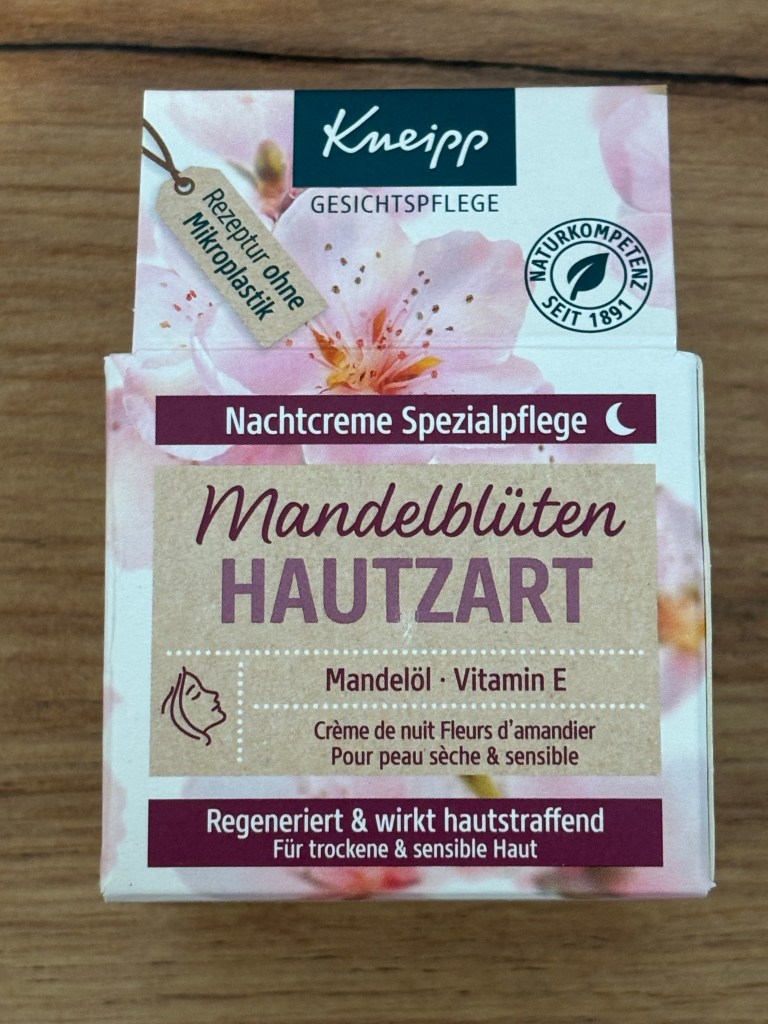 Kneipp
GESICHTSPFLEGE
Rezeptur ohne
Mikroplastik
NATURKOMPETENZ
SEIT 1891
Nachtcreme Spezialpflege
Mandelblüten
HAUTZART
Mandelöl · Vitamin E
Crème de nuit Fleurs d'amandier
Pour peau sèche & sensible
Regeneriert & wirkt hautstraffend
Für trockene & sensible Haut